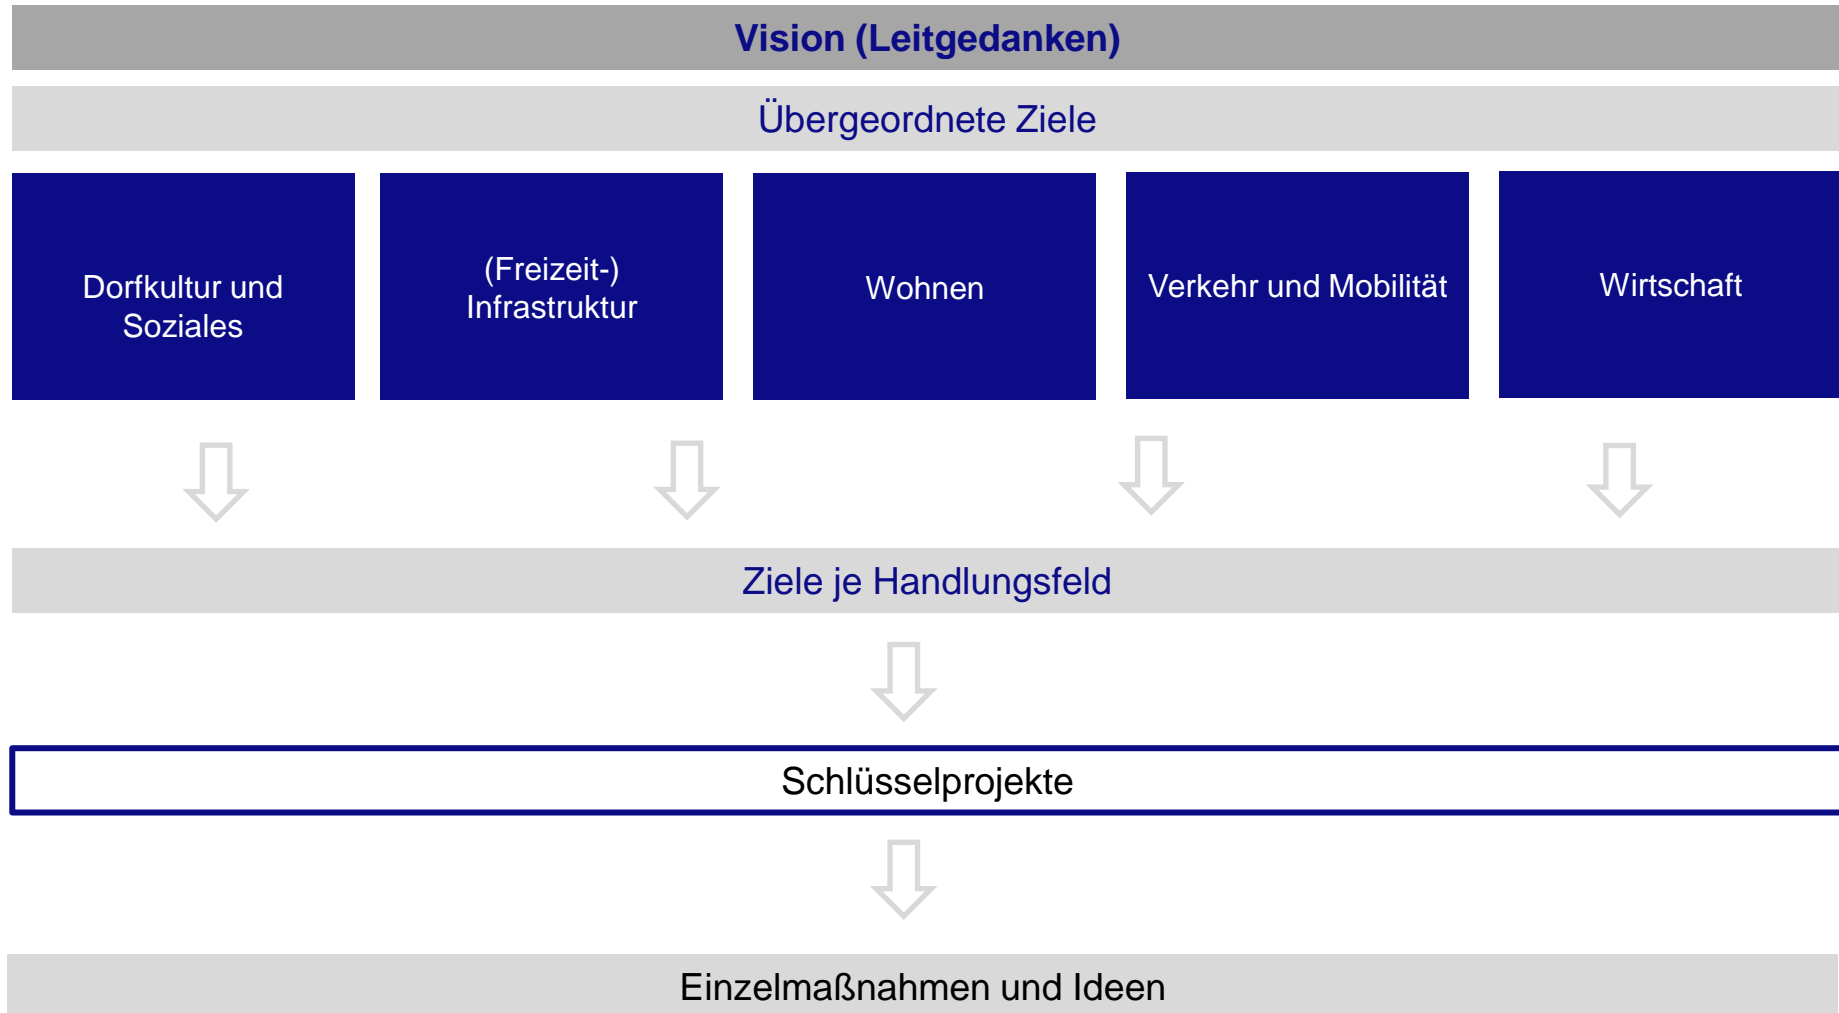 Vision (Leitgedanken)
Übergeordnete Ziele
Dorfkultur und
Soziales
(Freizeit-)
Infrastruktur
Wohnen
Verkehr und Mobilität
Wirtschaft
Ziele je Handlungsfeld
Schlüsselprojekte
Einzelmaßnahmen und Ideen